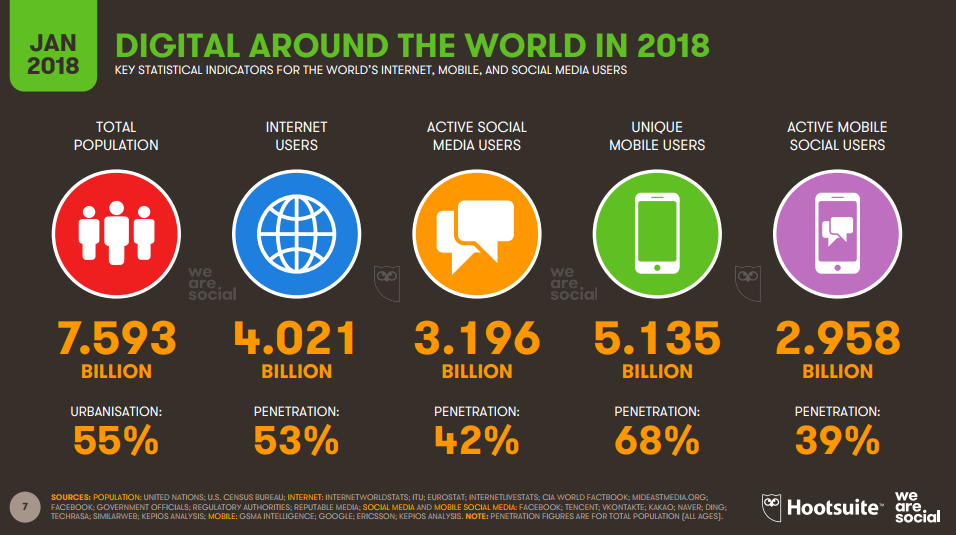 JAN
2018
DIGITAL AROUND THE WORLD IN 2018
KEY STATISTICAL INDICATORS FOR THE WORLD'S INTERNET, MOBILE, AND SOCIAL MEDIA USERS
TOTAL
POPULATION
INTERNET
USERS
ACTIVE SOCIAL
MEDIA USERS
UNIQUE
MOBILE USERS
ACTIVE MOBILE
SOCIAL USERS
we
are
social
we
are
social
7.593
BILLION
4.021
BILLION
3.196
BILLION
5.135
BILLION
2.958
BILLION
URBANISATION:
55%
PENETRATION:
53%
PENETRATION:
42%
PENETRATION:
68%
PENETRATION:
39%
7
SOURCES: POPULATION: UNITED NATIONS; U.S. CENSUS BUREAU; INTERNET: INTERNETWORLDSTATS; ITU; EUROSTAT; INTERNETLIVESTATS; CIA WORLD FACTBOOK; MIDEASTMEDIA.ORG;
FACEBOOK; GOVERNMENT OFFICIALS; REGULATORY AUTHORITIES; REPUTABLE MEDIA; SOCIAL MEDIA AND MOBILE SOCIAL MEDIA: FACEBOOK; TENCENT; VKONTAKTE; KAKAO; NAVER; DING;
TECHRASA; SIMILARWEB; KEPIOS ANALYSIS; MOBILE: GSMA INTELLIGENCE; GOOGLE; ERICSSON; KEPIOS ANALYSIS. NOTE: PENETRATION FIGURES ARE FOR TOTAL POPULATION (ALL AGES).
Hootsuite™
we
are
social